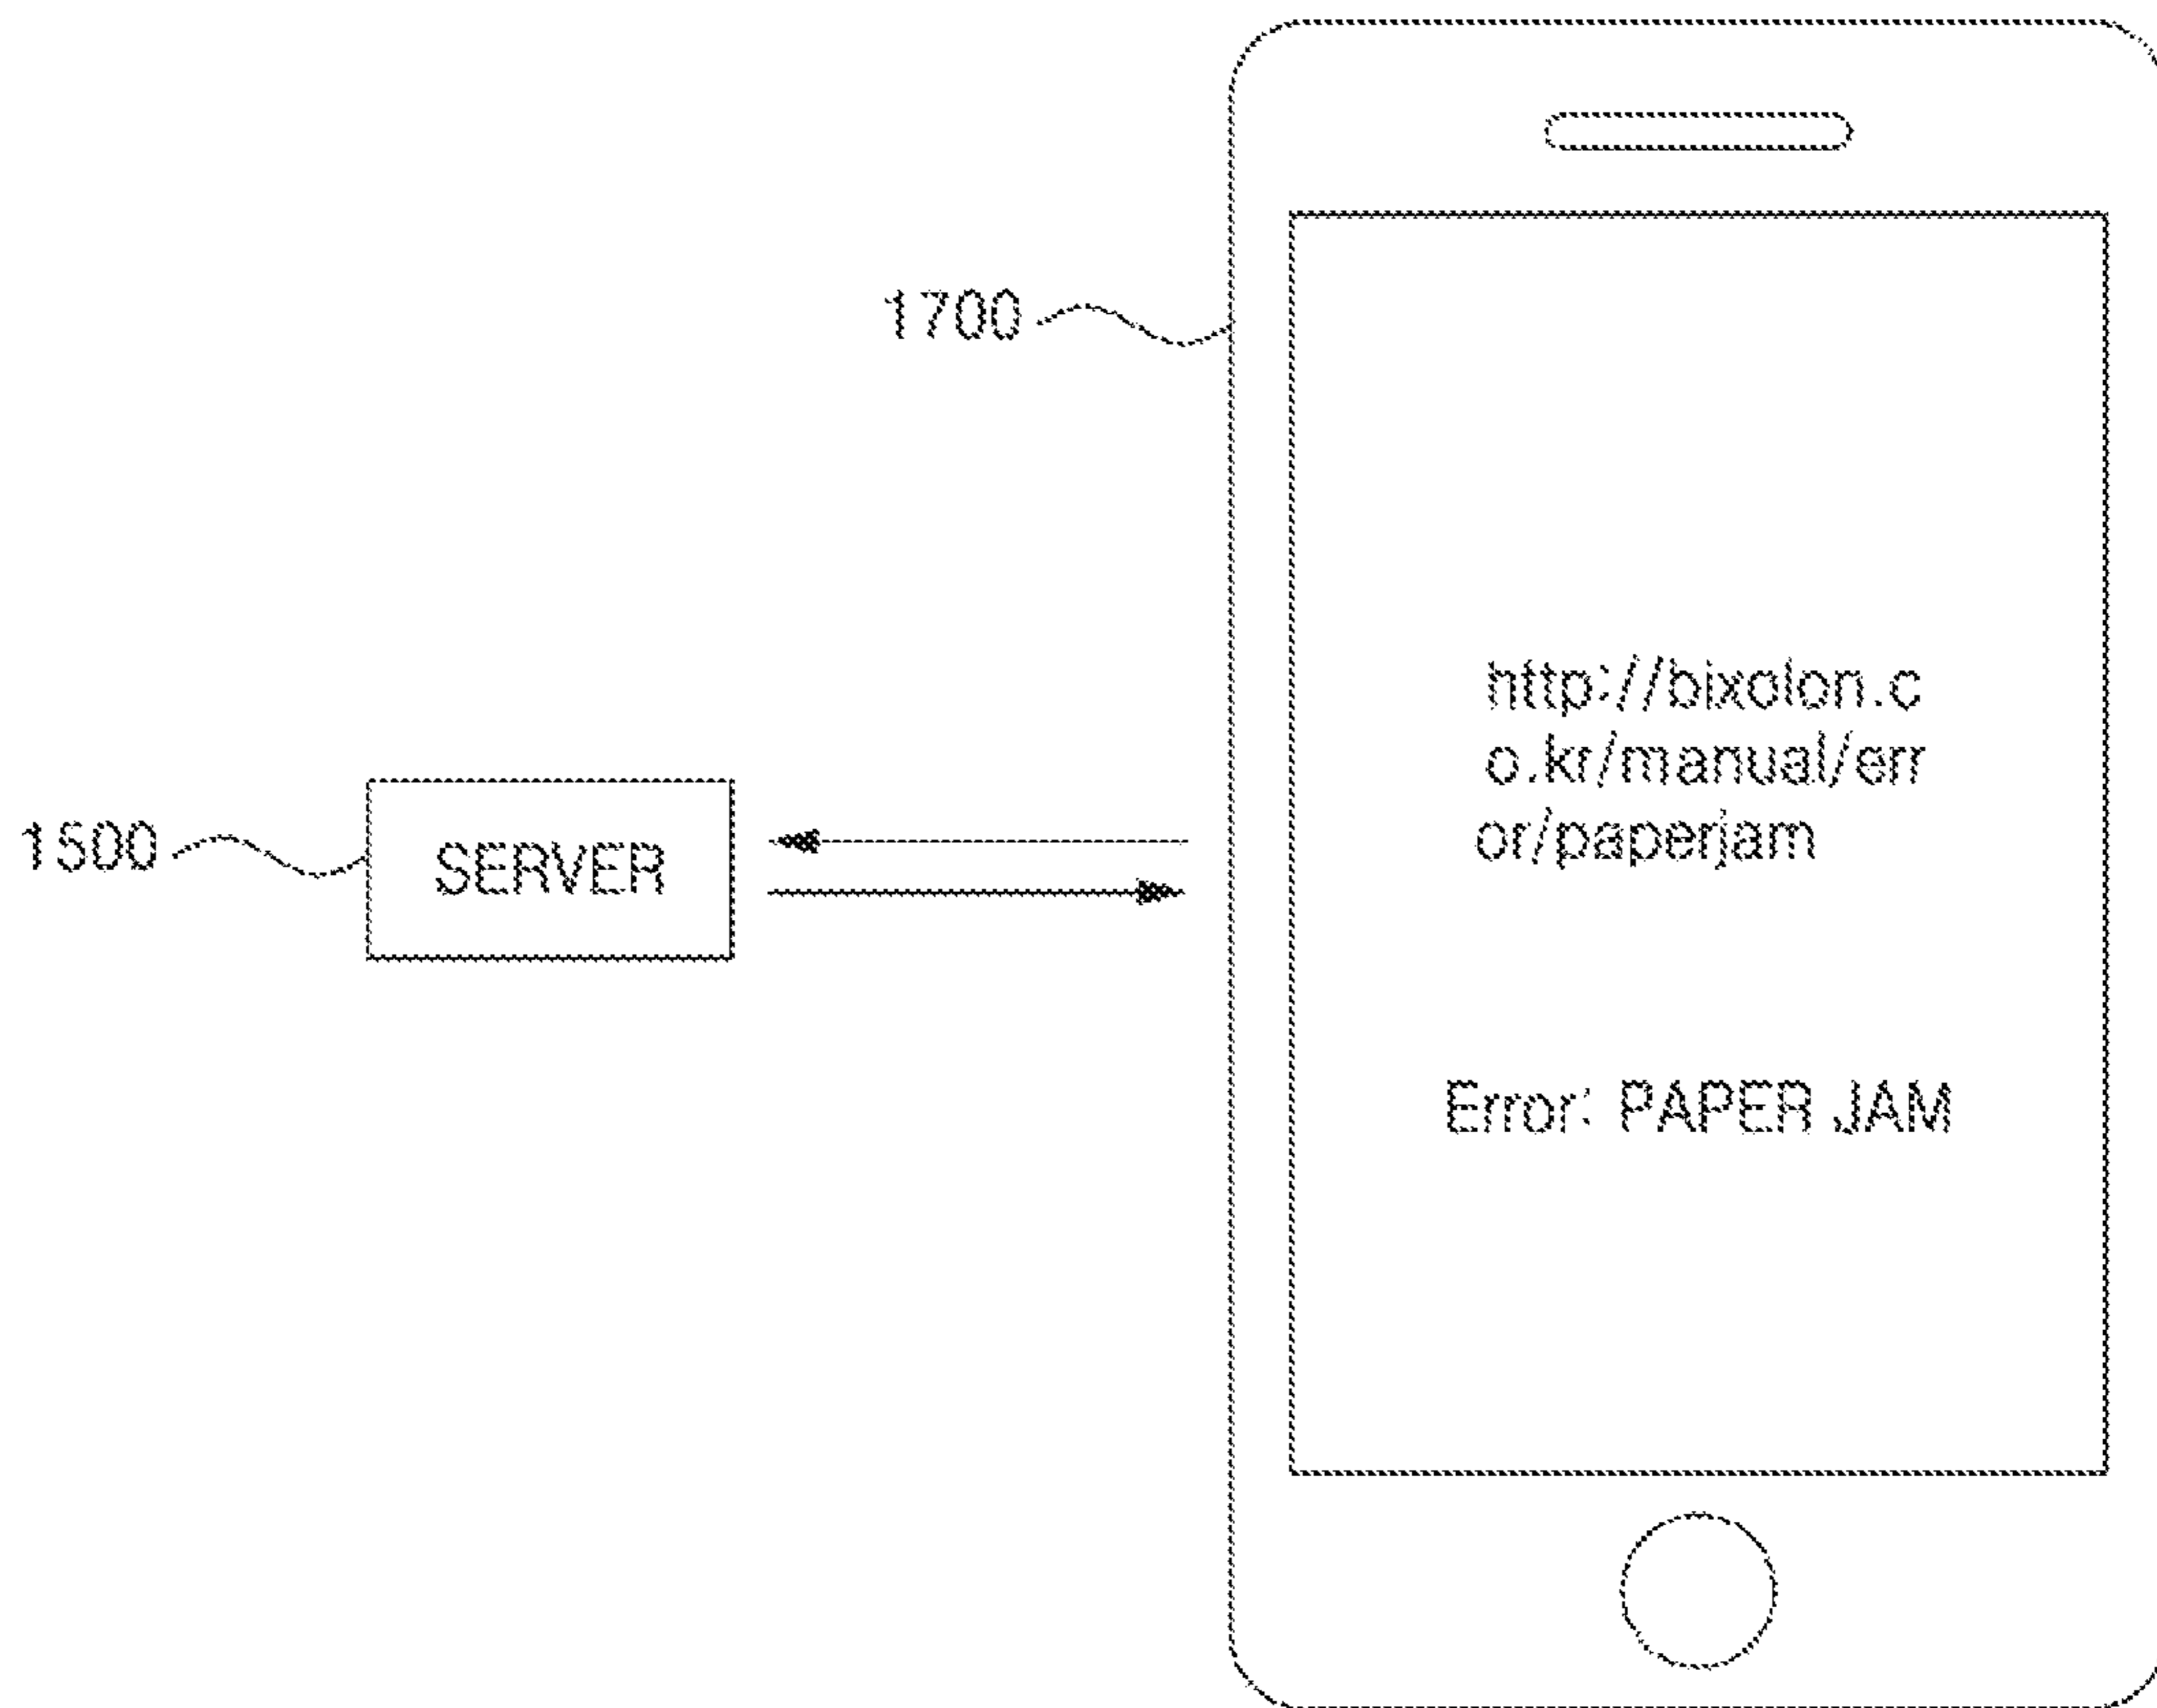 1700
http://bixolon.c
o.kr/manual/err
or/paperjam
1500
SERVER
Error: PAPER JAM